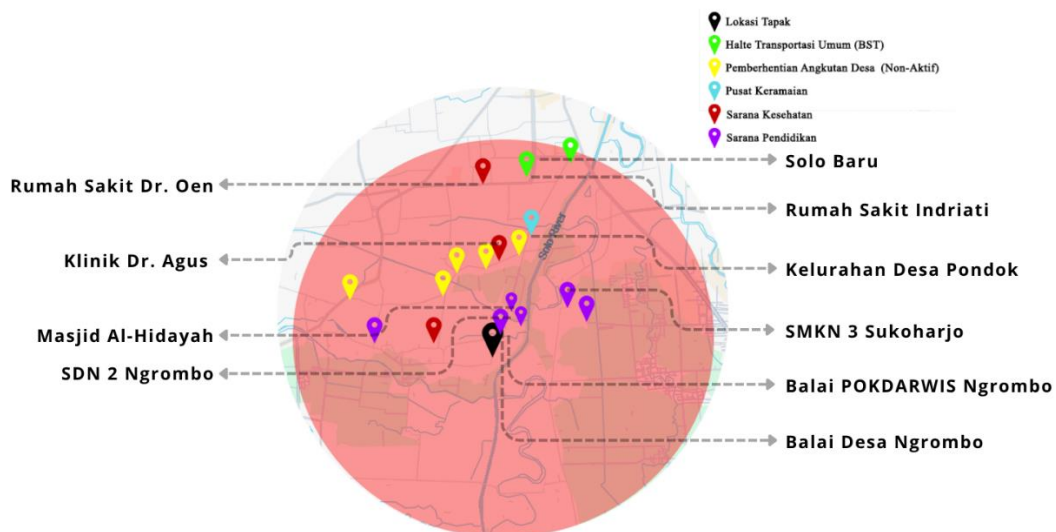 Lokasi Tapak
Halte Transportasi Umum (BST)
Pemberhentian Angkutan Desa (Non-Aktif)
Pusat Keramaian
Sarana Kesehatan
Sarana Pendidikan
Rumah Sakit Dr. Oen
Klinik Dr. Agus
Masjid Al-Hidayah
SDN 2 Ngrombo
Solo River
Solo Baru
Rumah Sakit Indriati
Kelurahan Desa Pondok
SMKN 3 Sukoharjo
Balai POKDARWIS Ngrombo
Balai Desa Ngrombo